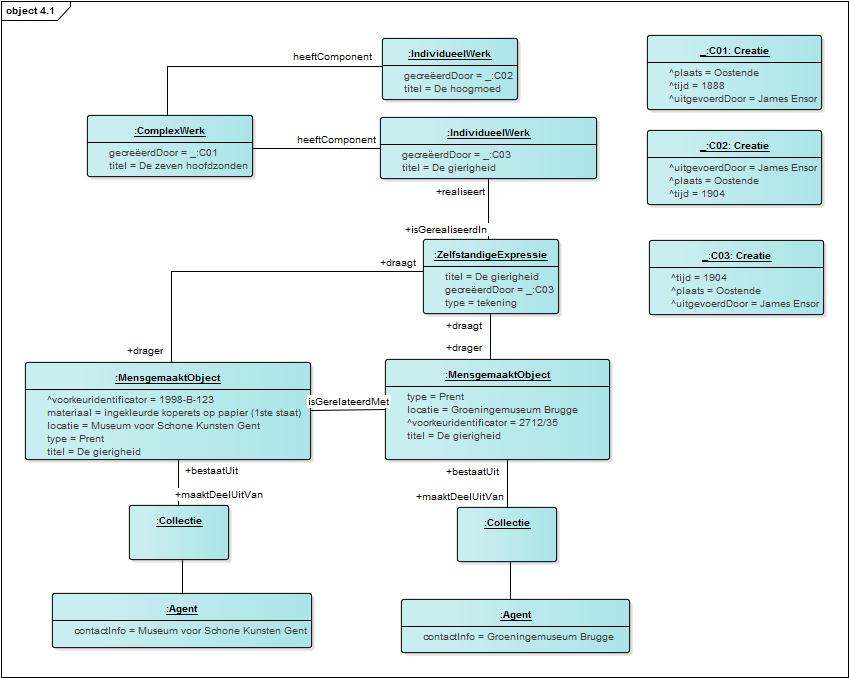 object 4.1
:IndividueelWerk
gecreëerdDoor = _:C02
titel = De hoogmoed
heeftComponent
_:C01: Creatie
^plaats = Oostende
^tijd = 1888
^uitgevoerdDoor = James Ensor
:ComplexWerk
gecreëerdDoor = _:C01
titel = De zeven hoofdzonden
heeftComponent
:IndividueelWerk
gecreëerdDoor = _:C03
titel = De gierigheid
_:C02: Creatie
^uitgevoerdDoor = James Ensor
^plaats = Oostende
^tijd = 1904
+realiseert
+isGerealiseerdIn
:ZelfstandigeExpressie
titel = De gierigheid
gecreëerdDoor = _:C03
type = tekening
_:C03: Creatie
^tijd = 1904
^plaats = Oostende
^uitgevoerdDoor = James Ensor
+draagt
+drager
+draagt
+drager
:MensgemaaktObject
^voorkeuridentificator = 1998-B-123
materiaal = ingekleurde koperets op papier (1ste staat)
locatie = Museum voor Schone Kunsten Gent
type = Prent
titel = De gierigheid
isGerelateerdMet
:MensgemaaktObject
type = Prent
locatie = Groeningemuseum Brugge
^voorkeuridentificator = 2712/35
titel = De gierigheid
+bestaatUit
+maaktDeelUitVan
+bestaatUit
+maaktDeelUitVan
:Collectie
:Collectie
:Agent
contactInfo = Museum voor Schone Kunsten Gent
:Agent
contactInfo = Groeningemuseum Brugge